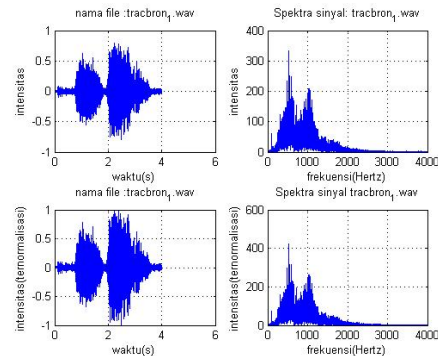 nama file :tracbron₁.wav
1
0.5
0
-0.5
-1
0 2 4 6
intensitas
waktu(s)
Spektra sinyal: tracbron₁.wav
400
300
200
100
0
0 1000 2000 3000 4000
intensitas
frekuensi(Hertz)
nama file :tracbron₁.wav
1
0.5
0
-0.5
-1
0 2 4 6
intensitas(ternormalisasi)
waktu(s)
Spektra sinyal tracbron₁.wav
600
400
200
0
0 1000 2000 3000 4000
intensitas(ternormalisasi)
frekuensi(Hertz)